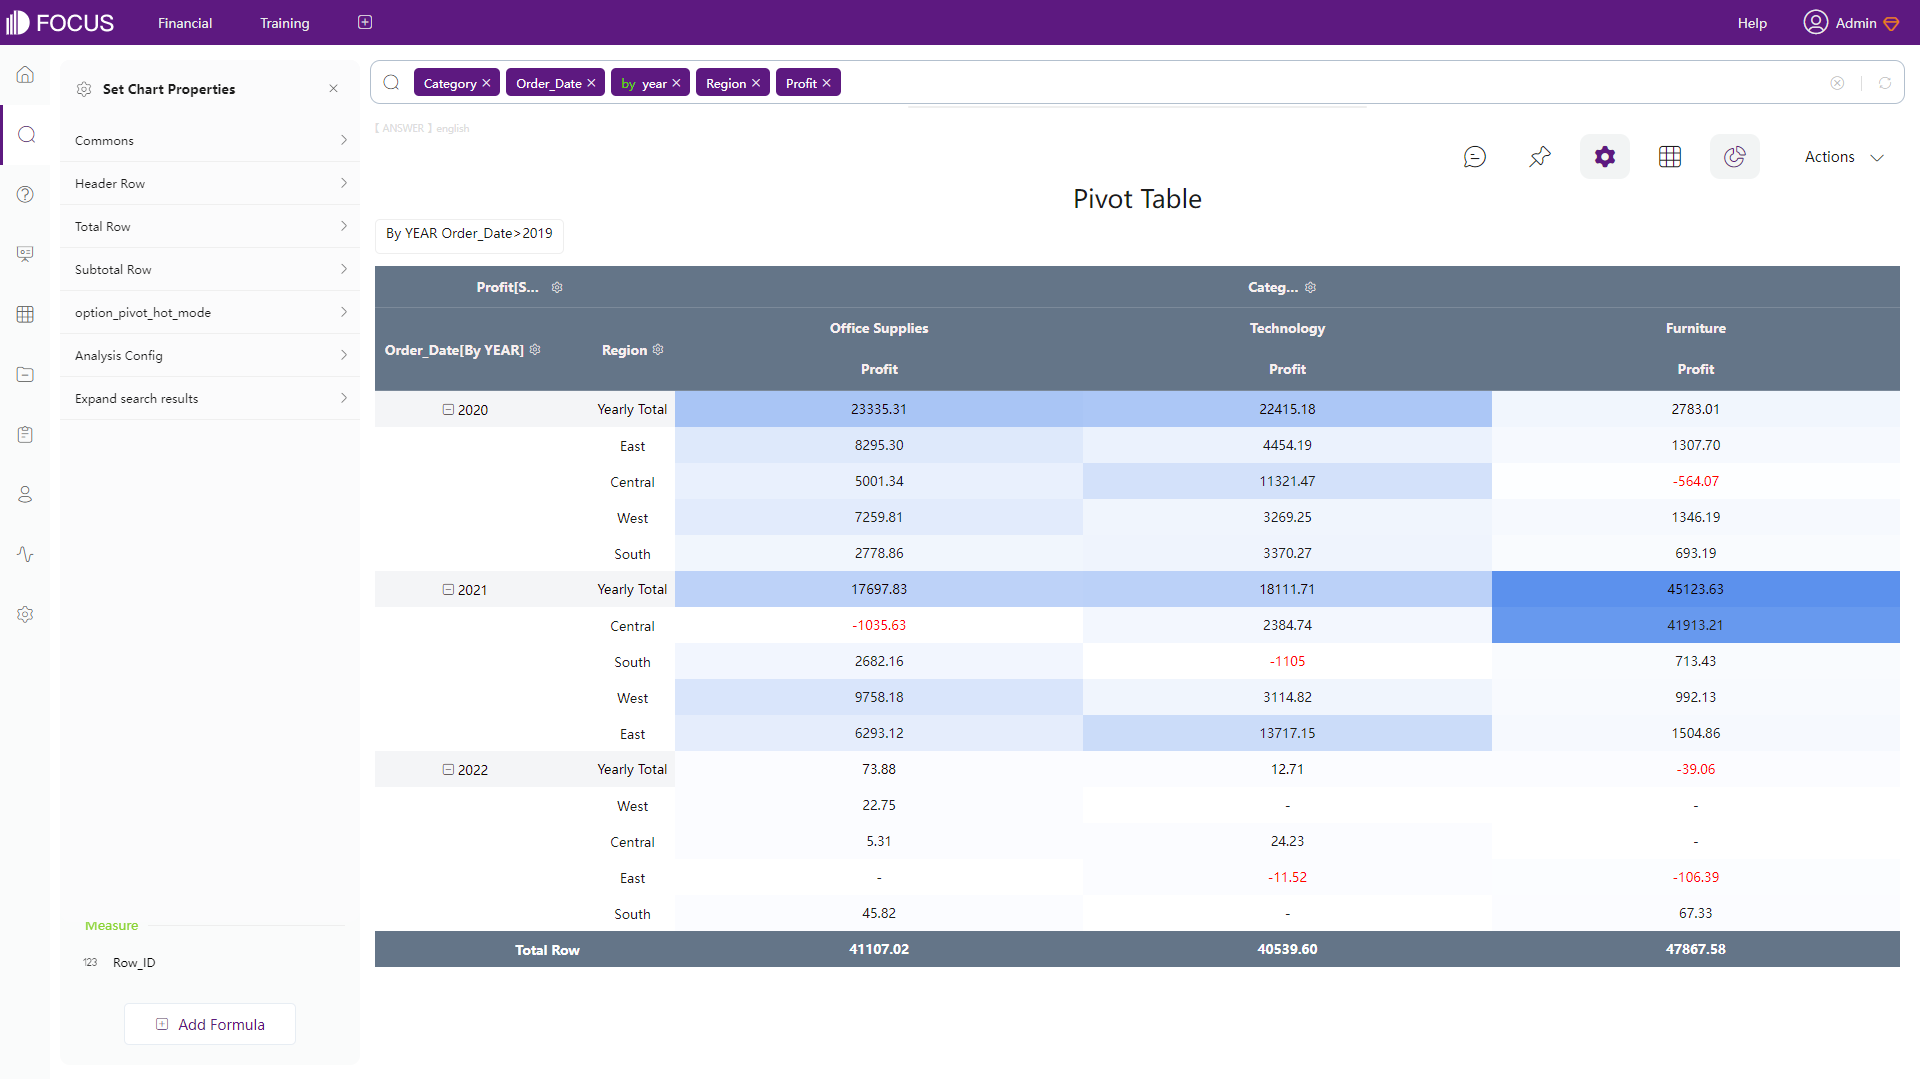 FOCUS Financial Training Help Admin
Set Chart Properties
Commons
Header Row
Total Row
Subtotal Row
option_pivot_hot_mode
Analysis Config
Expand search results
Measure
123 Row_ID
Add Formula
Category Order_Date by year Region Profit
【 ANSWER 】english
Actions
Pivot Table
By YEAR Order_Date>2019
Profit[S... Categ...
Order_Date[By YEAR] Region Office Supplies Technology Furniture
Profit Profit Profit
2020 Yearly Total 23335.31 22415.18 2783.01
East 8295.30 4454.19 1307.70
Central 5001.34 11321.47 -564.07
West 7259.81 3269.25 1346.19
South 2778.86 3370.27 693.19
2021 Yearly Total 17697.83 18111.71 45123.63
Central -1035.63 2384.74 41913.21
South 2682.16 -1105 713.43
West 9758.18 3114.82 992.13
East 6293.12 13717.15 1504.86
2022 Yearly Total 73.88 12.71 -39.06
West 22.75 - -
Central 5.31 24.23 -
East - -11.52 -106.39
South 45.82 - 67.33
Total Row 41107.02 40539.60 47867.58